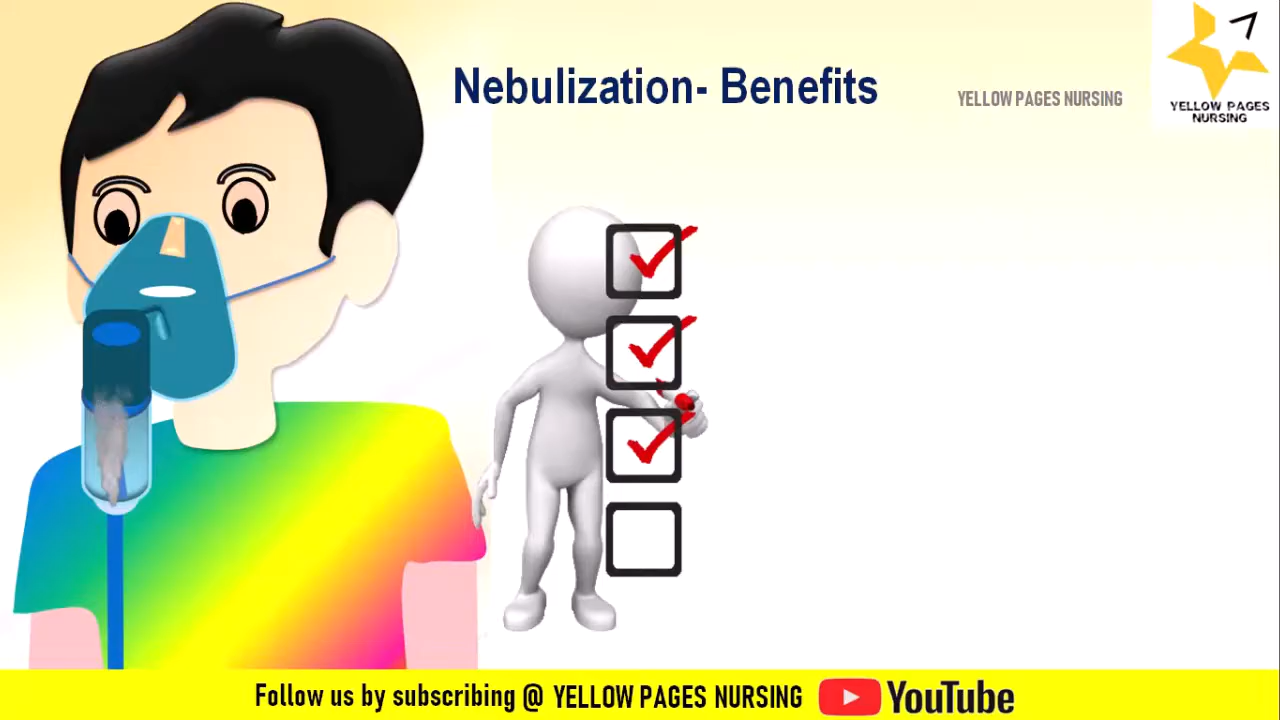 Nebulization- Benefits
YELLOW PAGES NURSING
YELLOW PAGES
NURSING
Follow us by subscribing @ YELLOW PAGES NURSING YouTube